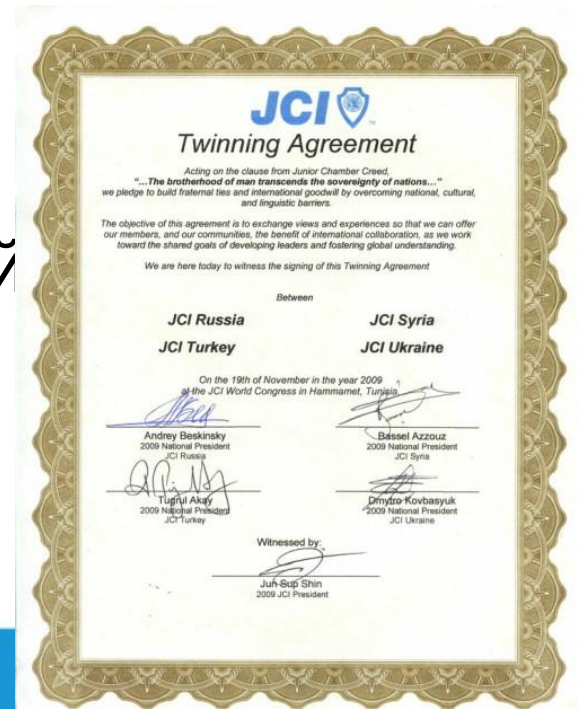 й
JCI
Twinning Agreement
Acting on the clause from Junior Chamber Creed,
“...The brotherhood of man transcends the sovereignty of nations...”
we pledge to build fraternal ties and international goodwill by overcoming national, cultural,
and linguistic barriers.
The objective of this agreement is to exchange views and experiences so that we can offer
our members, and our communities, the benefit of international collaboration, as we work
toward the shared goals of developing leaders and fostering global understanding.
We are here today to witness the signing of this Twinning Agreement
Between
JCI Russia JCI Syria
JCI Turkey JCI Ukraine
On the 19th of November in the year 2009
at the JCI World Congress in Hammamet, Tunisia
Andrey Beskinsky Bassel Azzouz
2009 National President 2009 National President
JCI Russia JCI Syria
Tugrul Akay Dmytro Kovbasyuk
2009 National President 2009 National President
JCI Turkey JCI Ukraine
Witnessed by:
Jun Sup Shin
2009 JCI President